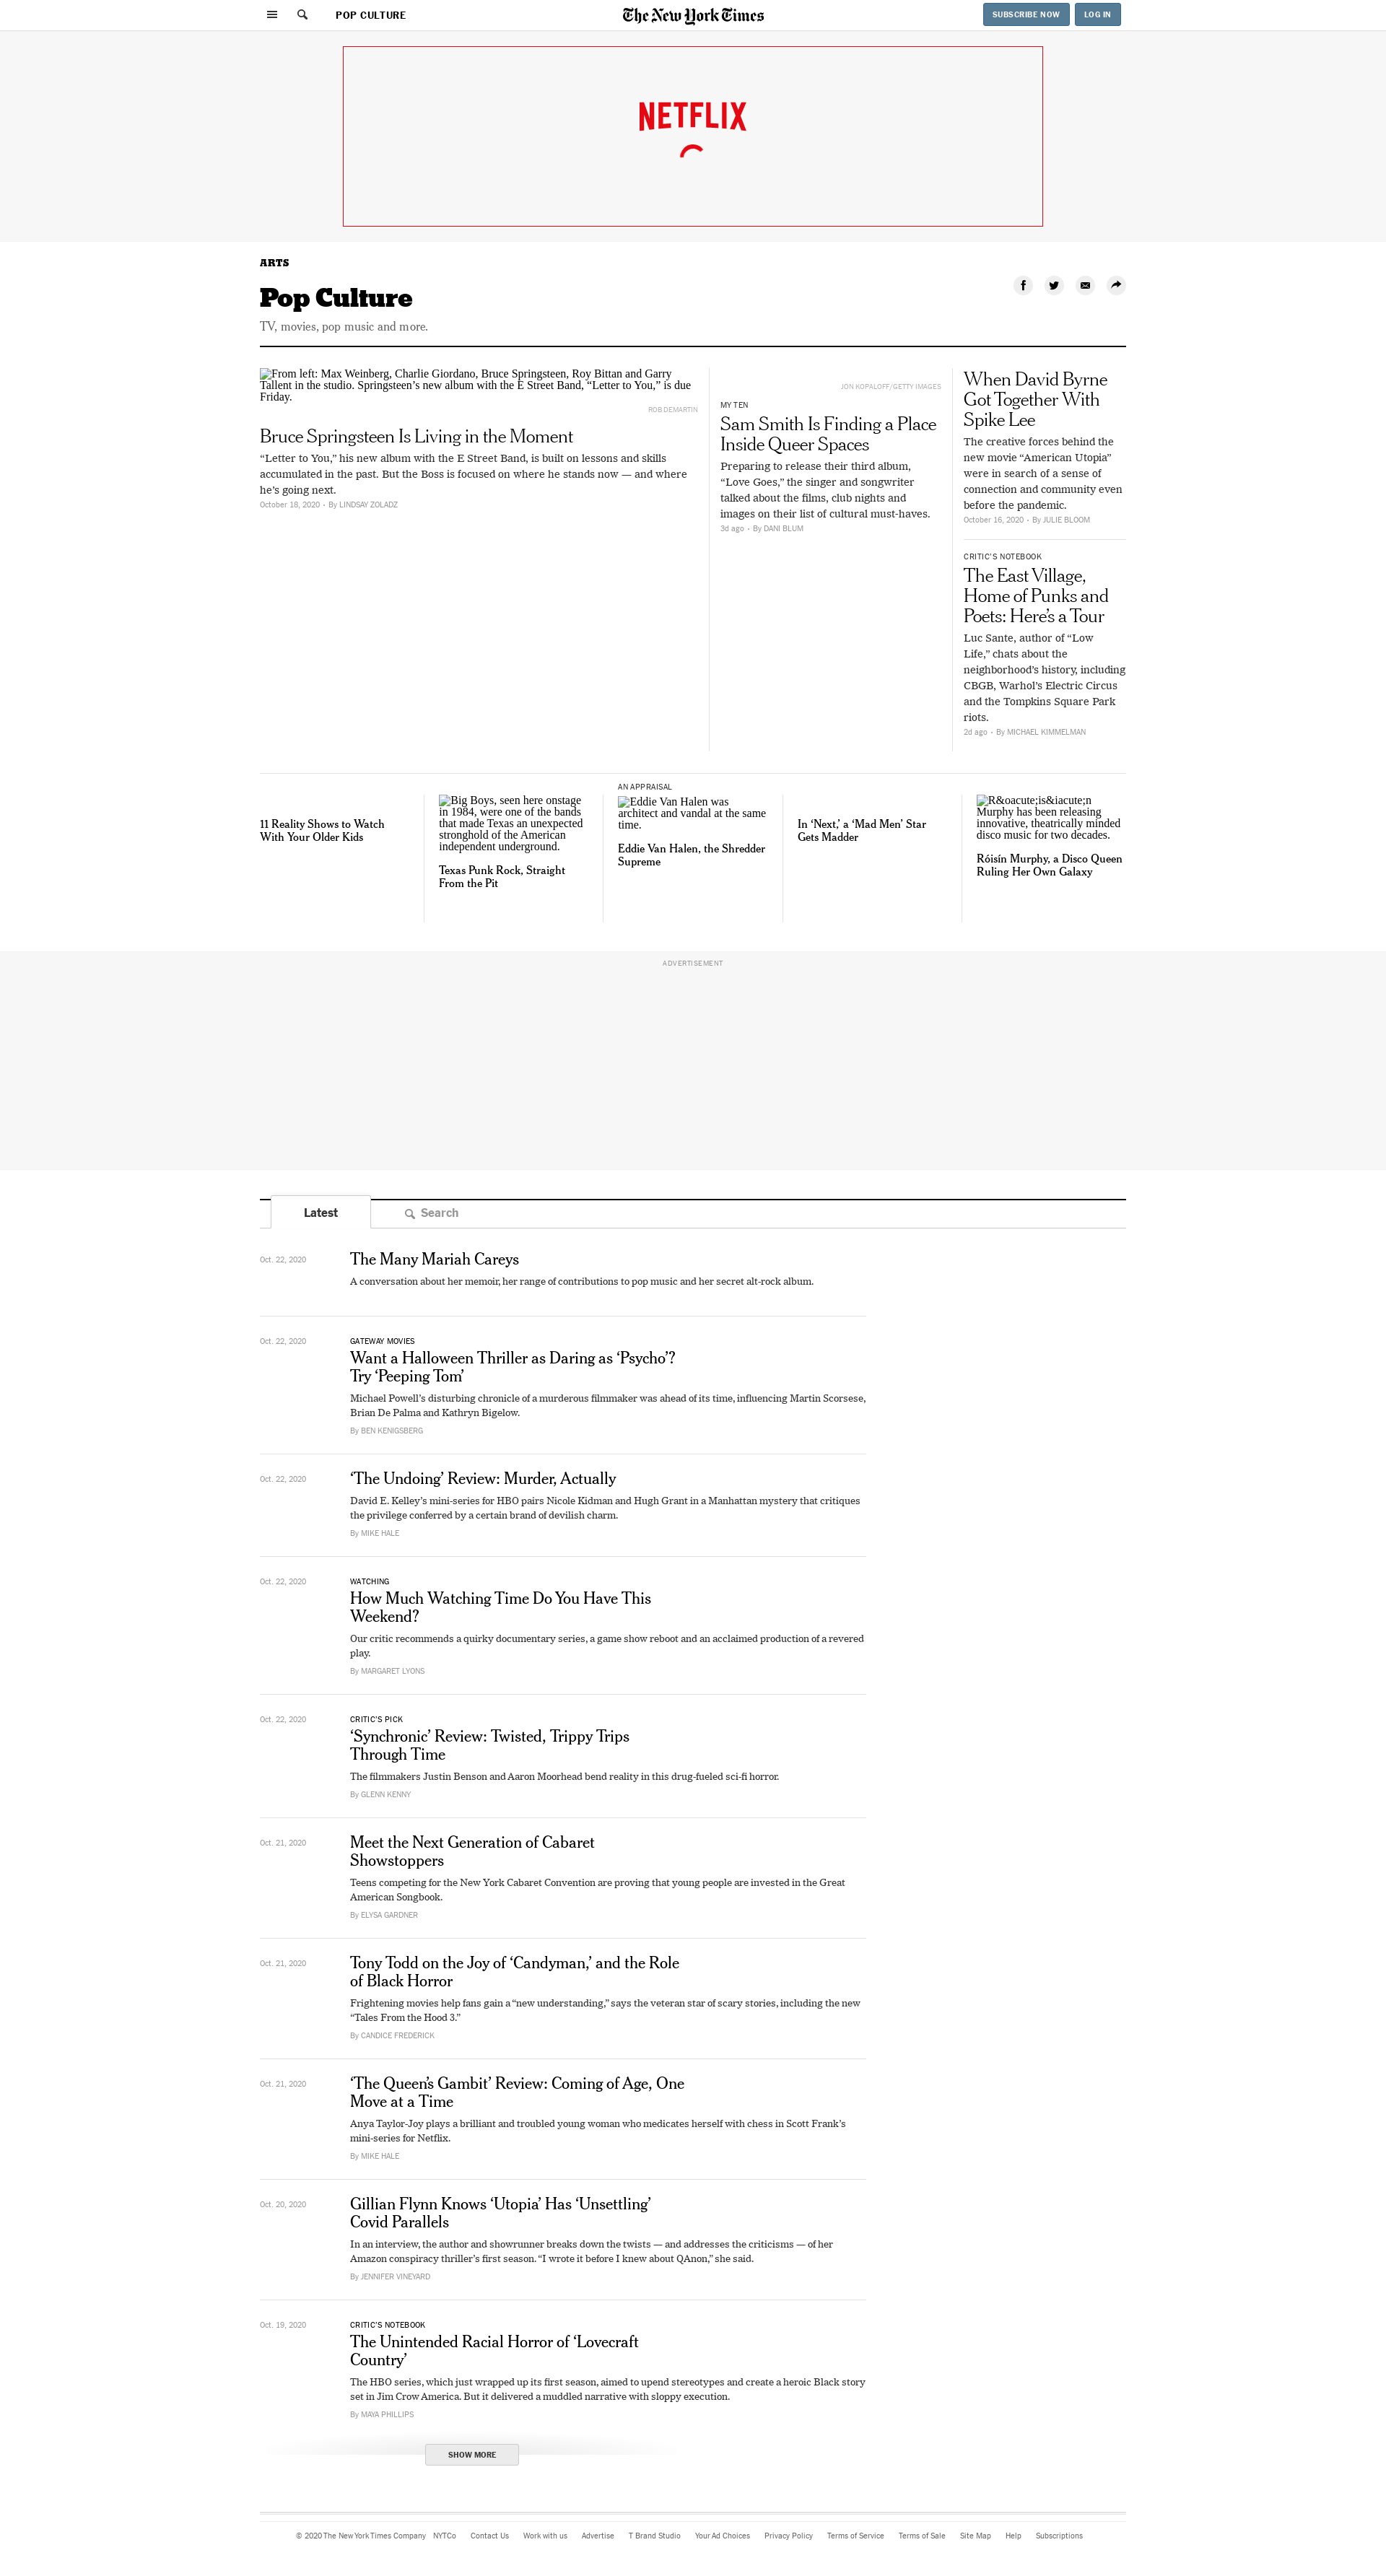 POP CULTURE
The New York Times
SUBSCRIBE NOW
LOG IN
NETFLIX
ARTS
Pop Culture
TV, movies, pop music and more.
From left: Max Weinberg, Charlie Giordano, Bruce Springsteen, Roy Bittan and Garry
Tallent in the studio. Springsteen’s new album with the E Street Band, “Letter to You,” is due
Friday.
ROB DEMARTIN
Bruce Springsteen Is Living in the Moment
“Letter to You,” his new album with the E Street Band, is built on lessons and skills
accumulated in the past. But the Boss is focused on where he stands now — and where
he’s going next.
October 18, 2020 • By LINDSAY ZOLADZ
JON KOPALOFF/GETTY IMAGES
MY TEN
Sam Smith Is Finding a Place
Inside Queer Spaces
Preparing to release their third album,
“Love Goes,” the singer and songwriter
talked about the films, club nights and
images on their list of cultural must-haves.
3d ago • By DANI BLUM
When David Byrne
Got Together With
Spike Lee
The creative forces behind the
new movie “American Utopia”
were in search of a sense of
connection and community even
before the pandemic.
October 16, 2020 • By JULIE BLOOM
CRITIC’S NOTEBOOK
The East Village,
Home of Punks and
Poets: Here’s a Tour
Luc Sante, author of “Low
Life,” chats about the
neighborhood’s history, including
CBGB, Warhol’s Electric Circus
and the Tompkins Square Park
riots.
2d ago • By MICHAEL KIMMELMAN
11 Reality Shows to Watch
With Your Older Kids
Big Boys, seen here onstage
in 1984, were one of the bands
that made Texas an unexpected
stronghold of the American
independent underground.
Texas Punk Rock, Straight
From the Pit
AN APPRAISAL
Eddie Van Halen was
architect and vandal at the same
time.
Eddie Van Halen, the Shredder
Supreme
In ‘Next,’ a ‘Mad Men’ Star
Gets Madder
R&oacute;is&iacute;n
Murphy has been releasing
innovative, theatrically minded
disco music for two decades.
Róisín Murphy, a Disco Queen
Ruling Her Own Galaxy
ADVERTISEMENT
Latest
Search
Oct. 22, 2020
The Many Mariah Careys
A conversation about her memoir, her range of contributions to pop music and her secret alt-rock album.
Oct. 22, 2020
GATEWAY MOVIES
Want a Halloween Thriller as Daring as ‘Psycho’?
Try ‘Peeping Tom’
Michael Powell’s disturbing chronicle of a murderous filmmaker was ahead of its time, influencing Martin Scorsese,
Brian De Palma and Kathryn Bigelow.
By BEN KENIGSBERG
Oct. 22, 2020
‘The Undoing’ Review: Murder, Actually
David E. Kelley’s mini-series for HBO pairs Nicole Kidman and Hugh Grant in a Manhattan mystery that critiques
the privilege conferred by a certain brand of devilish charm.
By MIKE HALE
Oct. 22, 2020
WATCHING
How Much Watching Time Do You Have This
Weekend?
Our critic recommends a quirky documentary series, a game show reboot and an acclaimed production of a revered
play.
By MARGARET LYONS
Oct. 22, 2020
CRITIC’S PICK
‘Synchronic’ Review: Twisted, Trippy Trips
Through Time
The filmmakers Justin Benson and Aaron Moorhead bend reality in this drug-fueled sci-fi horror.
By GLENN KENNY
Oct. 21, 2020
Meet the Next Generation of Cabaret
Showstoppers
Teens competing for the New York Cabaret Convention are proving that young people are invested in the Great
American Songbook.
By ELYSA GARDNER
Oct. 21, 2020
Tony Todd on the Joy of ‘Candyman,’ and the Role
of Black Horror
Frightening movies help fans gain a “new understanding,” says the veteran star of scary stories, including the new
“Tales From the Hood 3.”
By CANDICE FREDERICK
Oct. 21, 2020
‘The Queen’s Gambit’ Review: Coming of Age, One
Move at a Time
Anya Taylor-Joy plays a brilliant and troubled young woman who medicates herself with chess in Scott Frank’s
mini-series for Netflix.
By MIKE HALE
Oct. 20, 2020
Gillian Flynn Knows ‘Utopia’ Has ‘Unsettling’
Covid Parallels
In an interview, the author and showrunner breaks down the twists — and addresses the criticisms — of her
Amazon conspiracy thriller’s first season. “I wrote it before I knew about QAnon,” she said.
By JENNIFER VINEYARD
Oct. 19, 2020
CRITIC’S NOTEBOOK
The Unintended Racial Horror of ‘Lovecraft
Country’
The HBO series, which just wrapped up its first season, aimed to upend stereotypes and create a heroic Black story
set in Jim Crow America. But it delivered a muddled narrative with sloppy execution.
By MAYA PHILLIPS
SHOW MORE
© 2020 The New York Times Company NYTCo Contact Us Work with us Advertise T Brand Studio Your Ad Choices Privacy Policy Terms of Service Terms of Sale Site Map Help Subscriptions